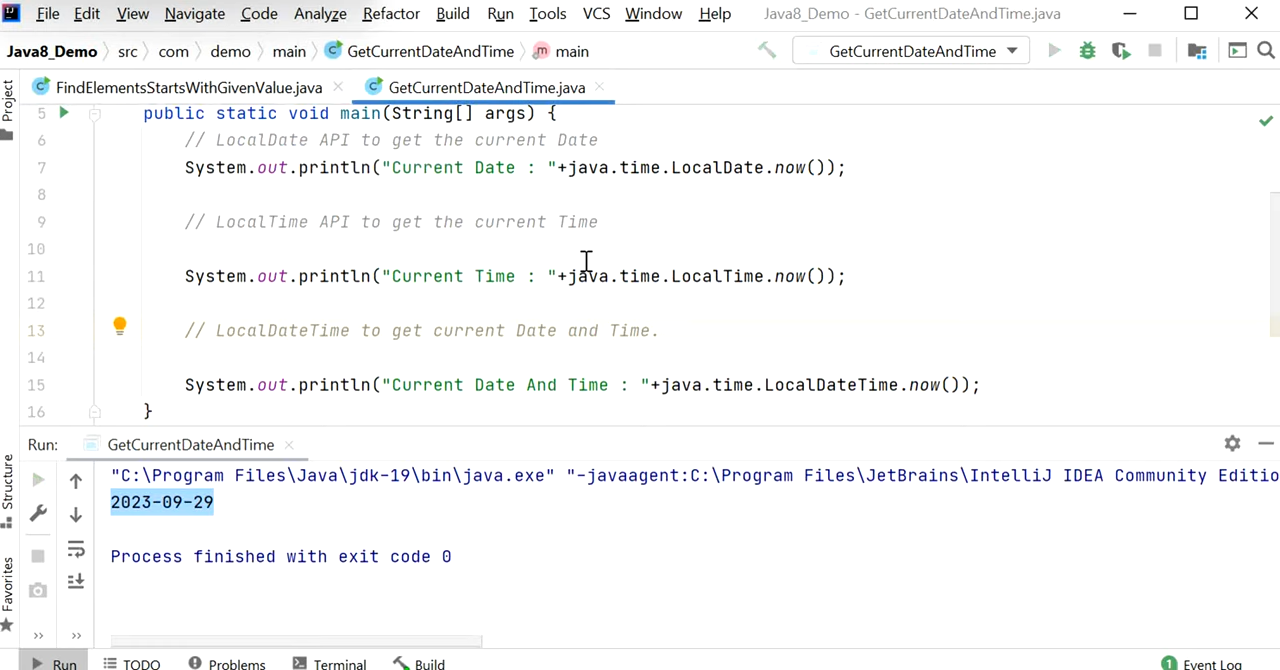 File Edit View Navigate Code Analyze Refactor Build Run Tools VCS Window Help Java8_Demo - GetCurrentDateAndTime.java
Java8_Demo src com demo main GetCurrentDateAndTime main GetCurrentDateAndTime
FindElementsStartsWithGivenValue.java GetCurrentDateAndTime.java
Project
5 public static void main(String[] args) {
6 // LocalDate API to get the current Date
7 System.out.println("Current Date : "+java.time.LocalDate.now());
8
9 // LocalTime API to get the current Time
10
11 System.out.println("Current Time : "+java.time.LocalTime.now());
12
13 // LocalDateTime to get current Date and Time.
14
15 System.out.println("Current Date And Time : "+java.time.LocalDateTime.now());
16 }
Run: GetCurrentDateAndTime
"C:\Program Files\Java\jdk-19\bin\java.exe" "-javaagent:C:\Program Files\JetBrains\IntelliJ IDEA Community Editio
2023-09-29
Process finished with exit code 0
Structure
Favorites
Run TODO Problems Terminal Build 1 Event Log